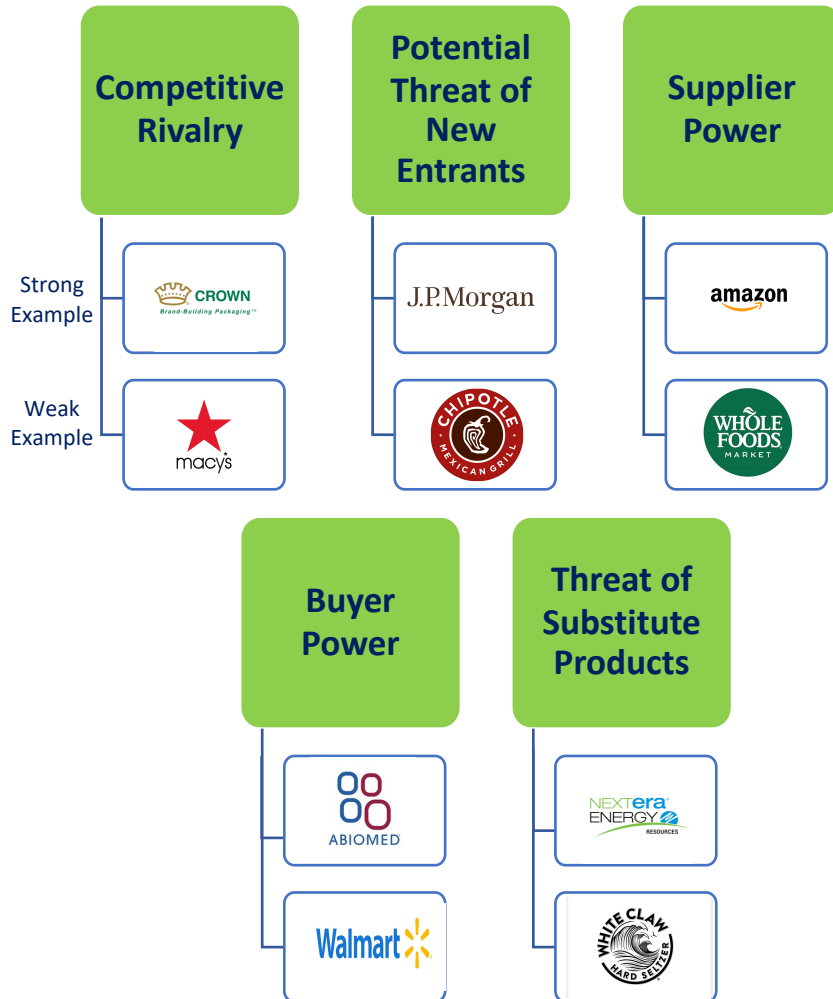 Competitive
Rivalry
Potential
Threat of
New
Entrants
Supplier
Power
Strong
Example
CROWN
Brand-Building Packaging™
J.P.Morgan
amazon
Weak
Example
macy's
CHIPOTLE
MEXICAN GRILL
WHOLE
FOODS
MARKET
Buyer
Power
Threat of
Substitute
Products
ABIOMED
NEXTera®
ENERGY
RESOURCES
Walmart
WHITE CLAW
HARD SELTZER